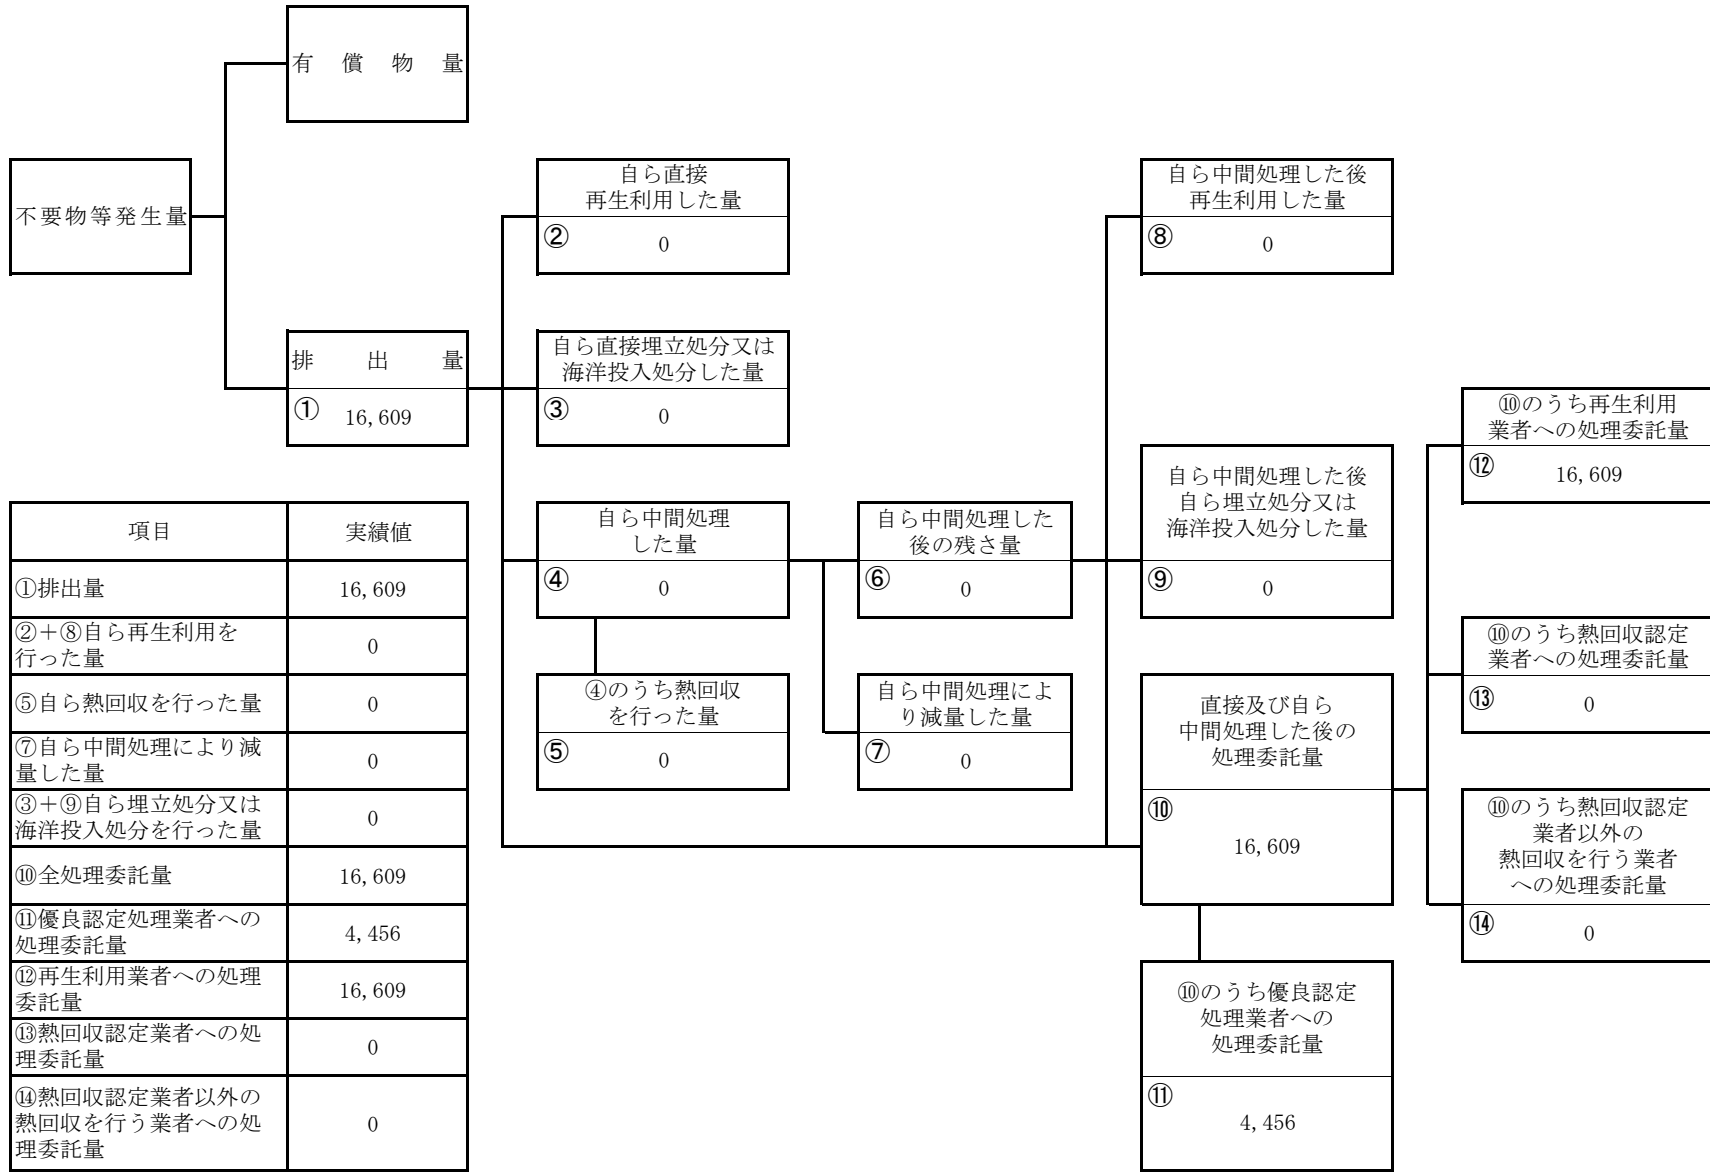 有償物量
不要物等発生量
排出量
① 16,609
自ら直接
再生利用した量
② 0
自ら直接埋立処分又は
海洋投入処分した量
③ 0
自ら中間処理
した量
④ 0
④のうち熱回収
を行った量
⑤ 0
自ら中間処理した
後の残さ量
⑥ 0
自ら中間処理によ
り減量した量
⑦ 0
自ら中間処理した後
再生利用した量
⑧ 0
自ら中間処理した後
自ら埋立処分又は
海洋投入処分した量
⑨ 0
直接及び自ら
中間処理した後の
処理委託量
⑩
16,609
⑩のうち優良認定
処理業者への
処理委託量
⑪
4,456
⑩のうち再生利用
業者への処理委託量
⑫ 16,609
⑩のうち熱回収認定
業者への処理委託量
⑬ 0
⑩のうち熱回収認定
業者以外の
熱回収を行う業者
への処理委託量
⑭ 0
項目 実績値
①排出量 16,609
②＋⑧自ら再生利用を
行った量 0
⑤自ら熱回収を行った量 0
⑦自ら中間処理により減
量した量 0
③＋⑨自ら埋立処分又は
海洋投入処分を行った量 0
⑩全処理委託量 16,609
⑪優良認定処理業者への
処理委託量 4,456
⑫再生利用業者への処理
委託量 16,609
⑬熱回収認定業者への処
理委託量 0
⑭熱回収認定業者以外の
熱回収を行う業者への処
理委託量 0